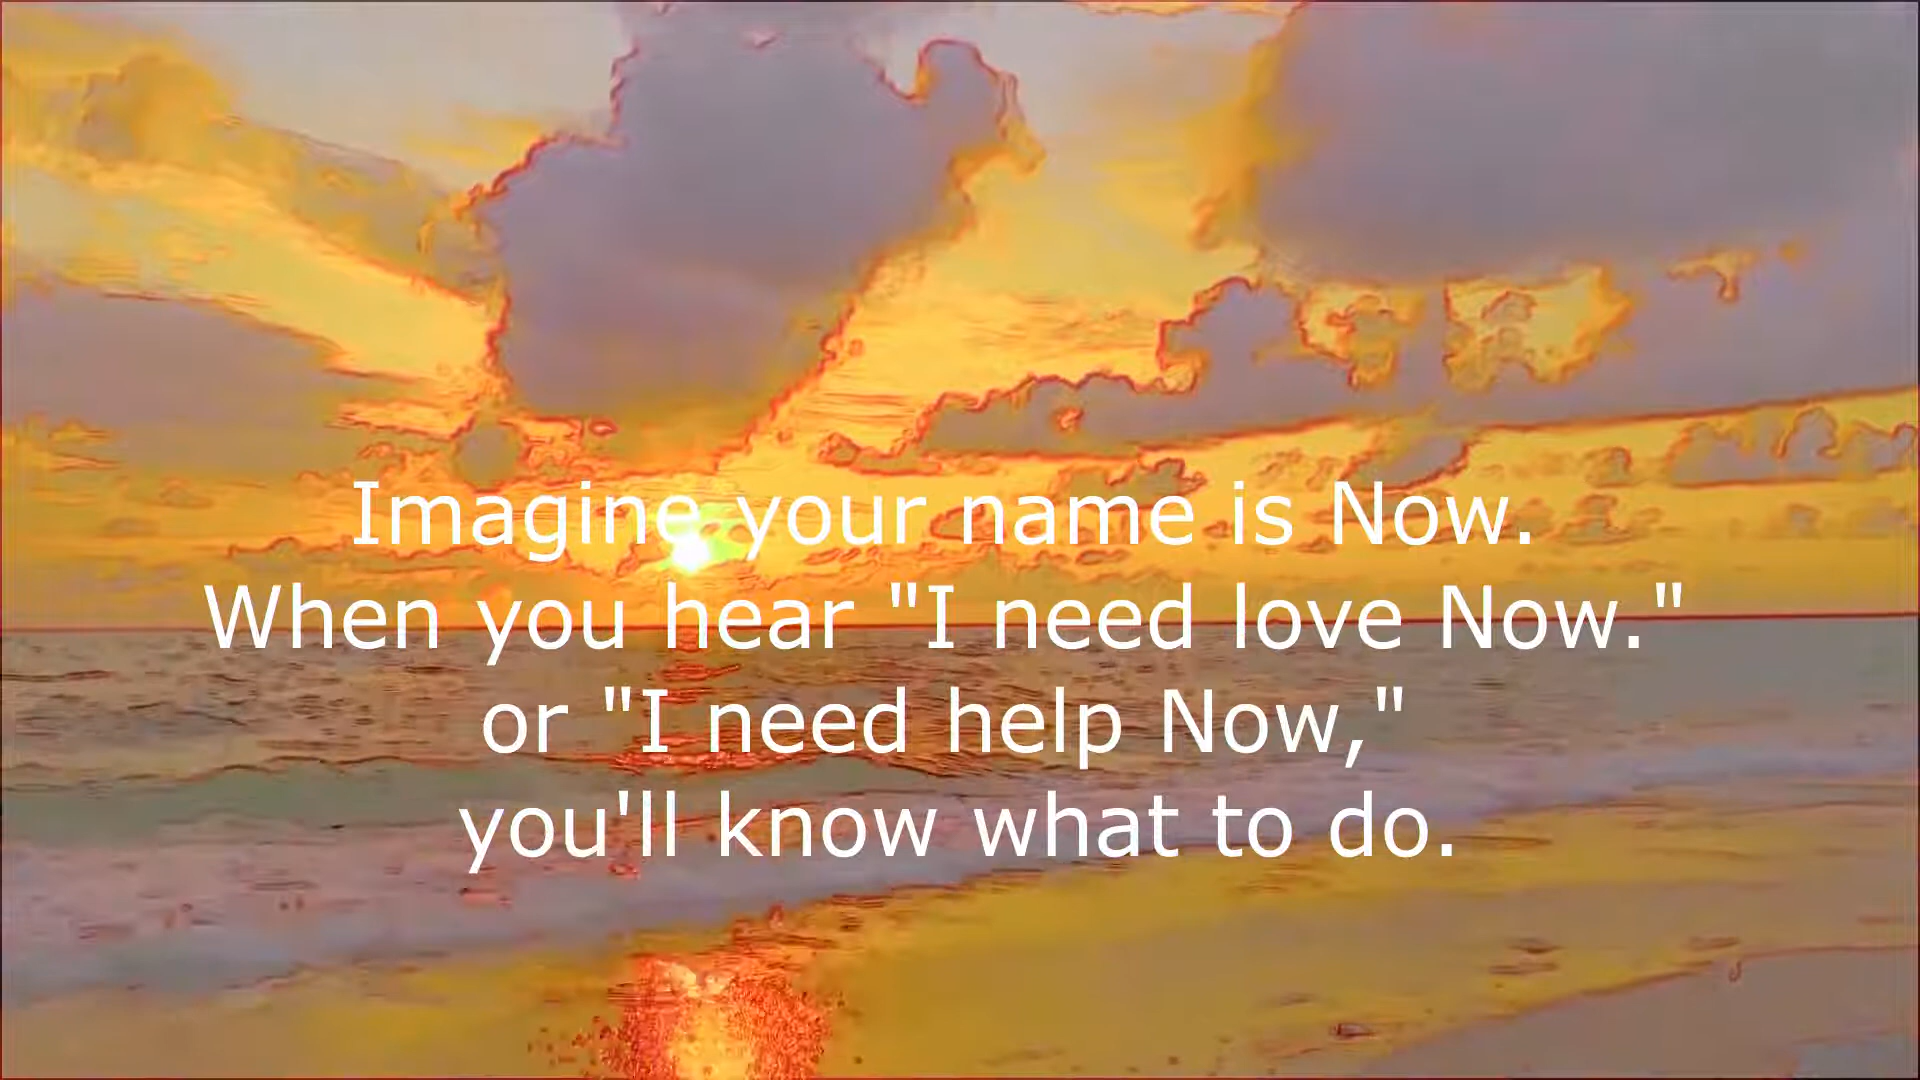 Imagine your name is Now.
When you hear "I need love Now."
or "I need help Now,"
you'll know what to do.